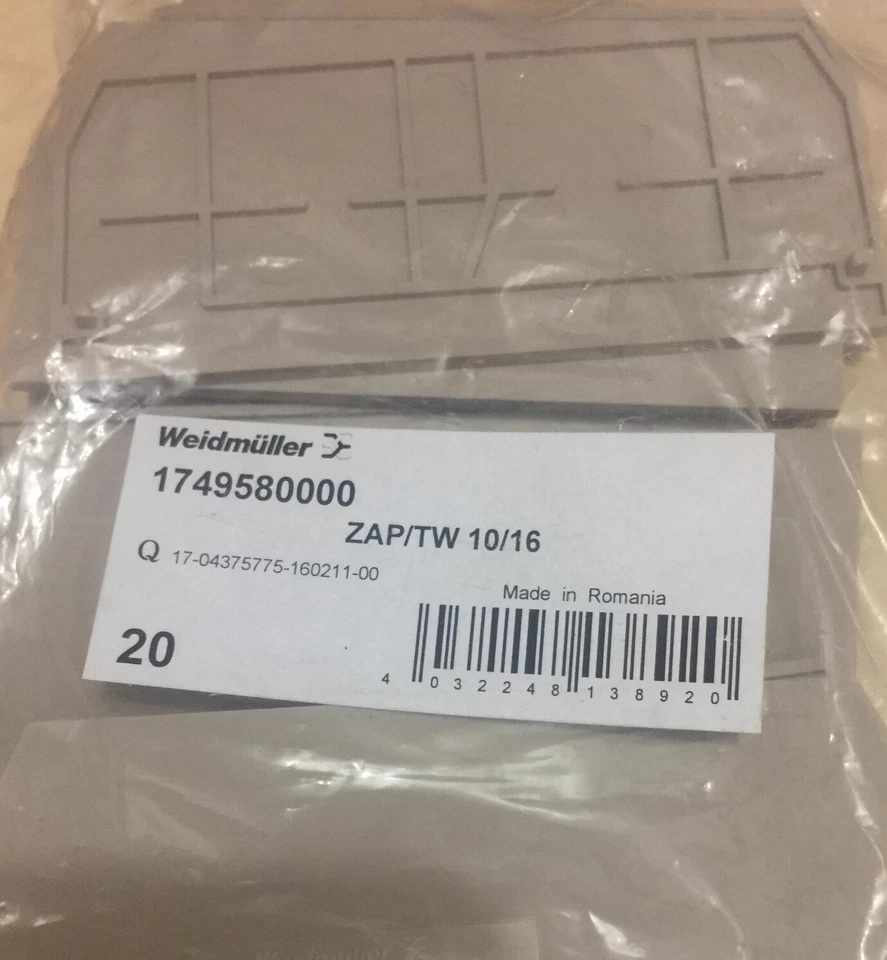 Weidmüller
1749580000
ZAP/TW 10/16
Q 17-04375775-160211-00
Made in Romania
20
4 032248 138920